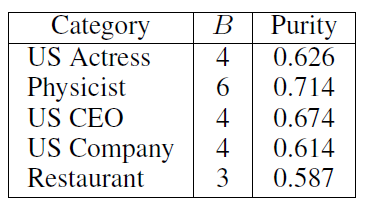 Category B Purity
US Actress 4 0.626
Physicist 6 0.714
US CEO 4 0.674
US Company 4 0.614
Restaurant 3 0.587